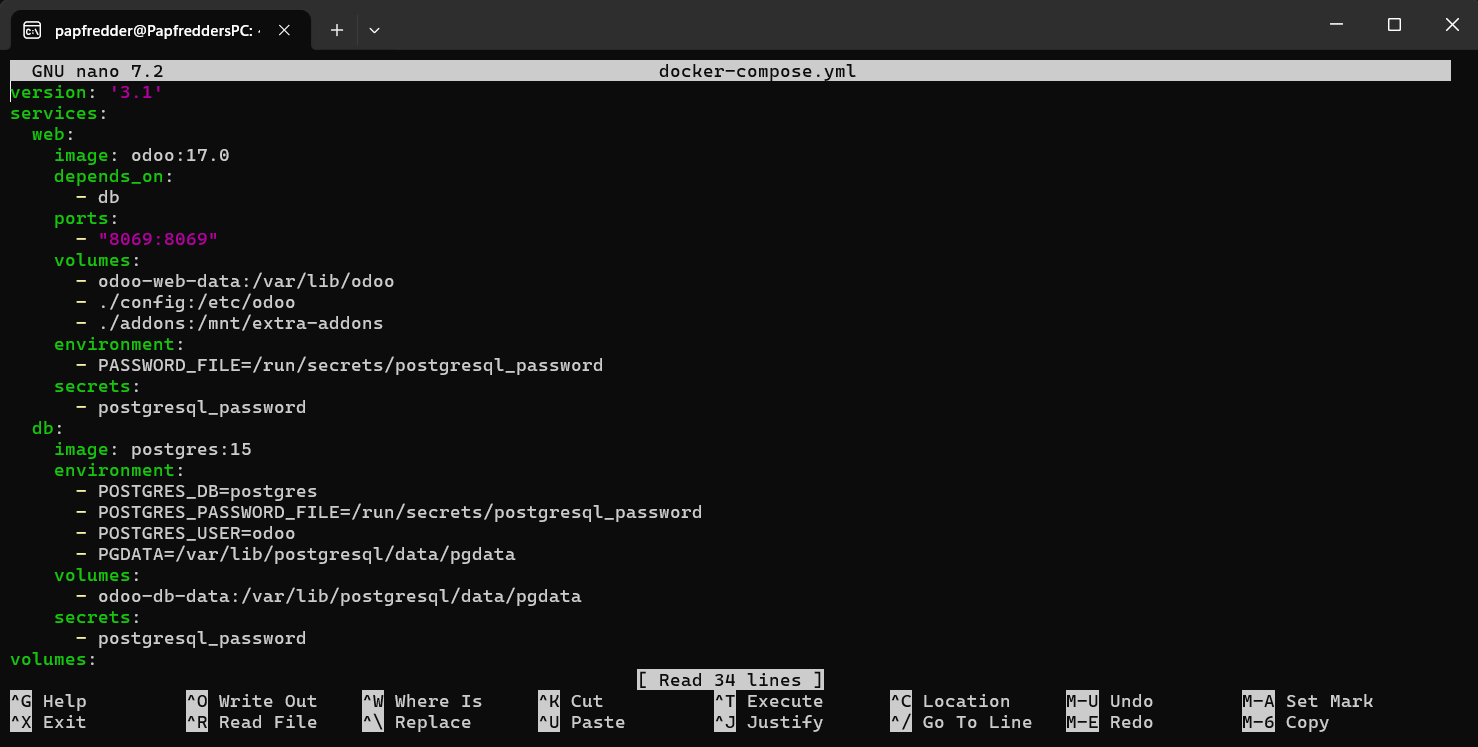 papfredder@PapfreddersPC:
GNU nano 7.2 docker-compose.yml
version: '3.1'
services:
  web:
    image: odoo:17.0
    depends_on:
      - db
    ports:
      - "8069:8069"
    volumes:
      - odoo-web-data:/var/lib/odoo
      - ./config:/etc/odoo
      - ./addons:/mnt/extra-addons
    environment:
      - PASSWORD_FILE=/run/secrets/postgresql_password
    secrets:
      - postgresql_password
  db:
    image: postgres:15
    environment:
      - POSTGRES_DB=postgres
      - POSTGRES_PASSWORD_FILE=/run/secrets/postgresql_password
      - POSTGRES_USER=odoo
      - PGDATA=/var/lib/postgresql/data/pgdata
    volumes:
      - odoo-db-data:/var/lib/postgresql/data/pgdata
    secrets:
      - postgresql_password
volumes:
[ Read 34 lines ]
^G Help ^O Write Out ^W Where Is ^K Cut ^T Execute ^C Location M-U Undo M-A Set Mark
^X Exit ^R Read File ^\ Replace ^U Paste ^J Justify ^/ Go To Line M-E Redo M-6 Copy